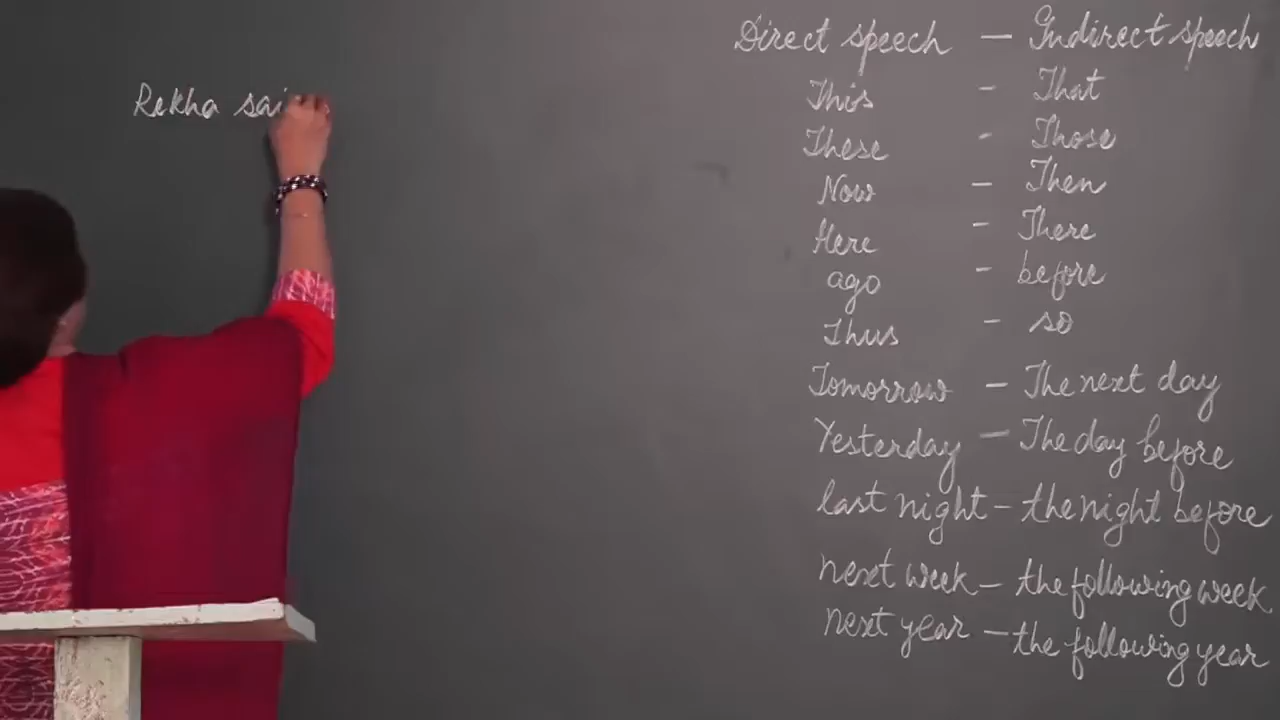 Rekha sai
Direct speech - Indirect speech
This - That
These - Those
Now - Then
Here - There
ago - before
Thus - so
Tomorrow - The next day
Yesterday - The day before
last night - the night before
next week - the following week
next year - the following year